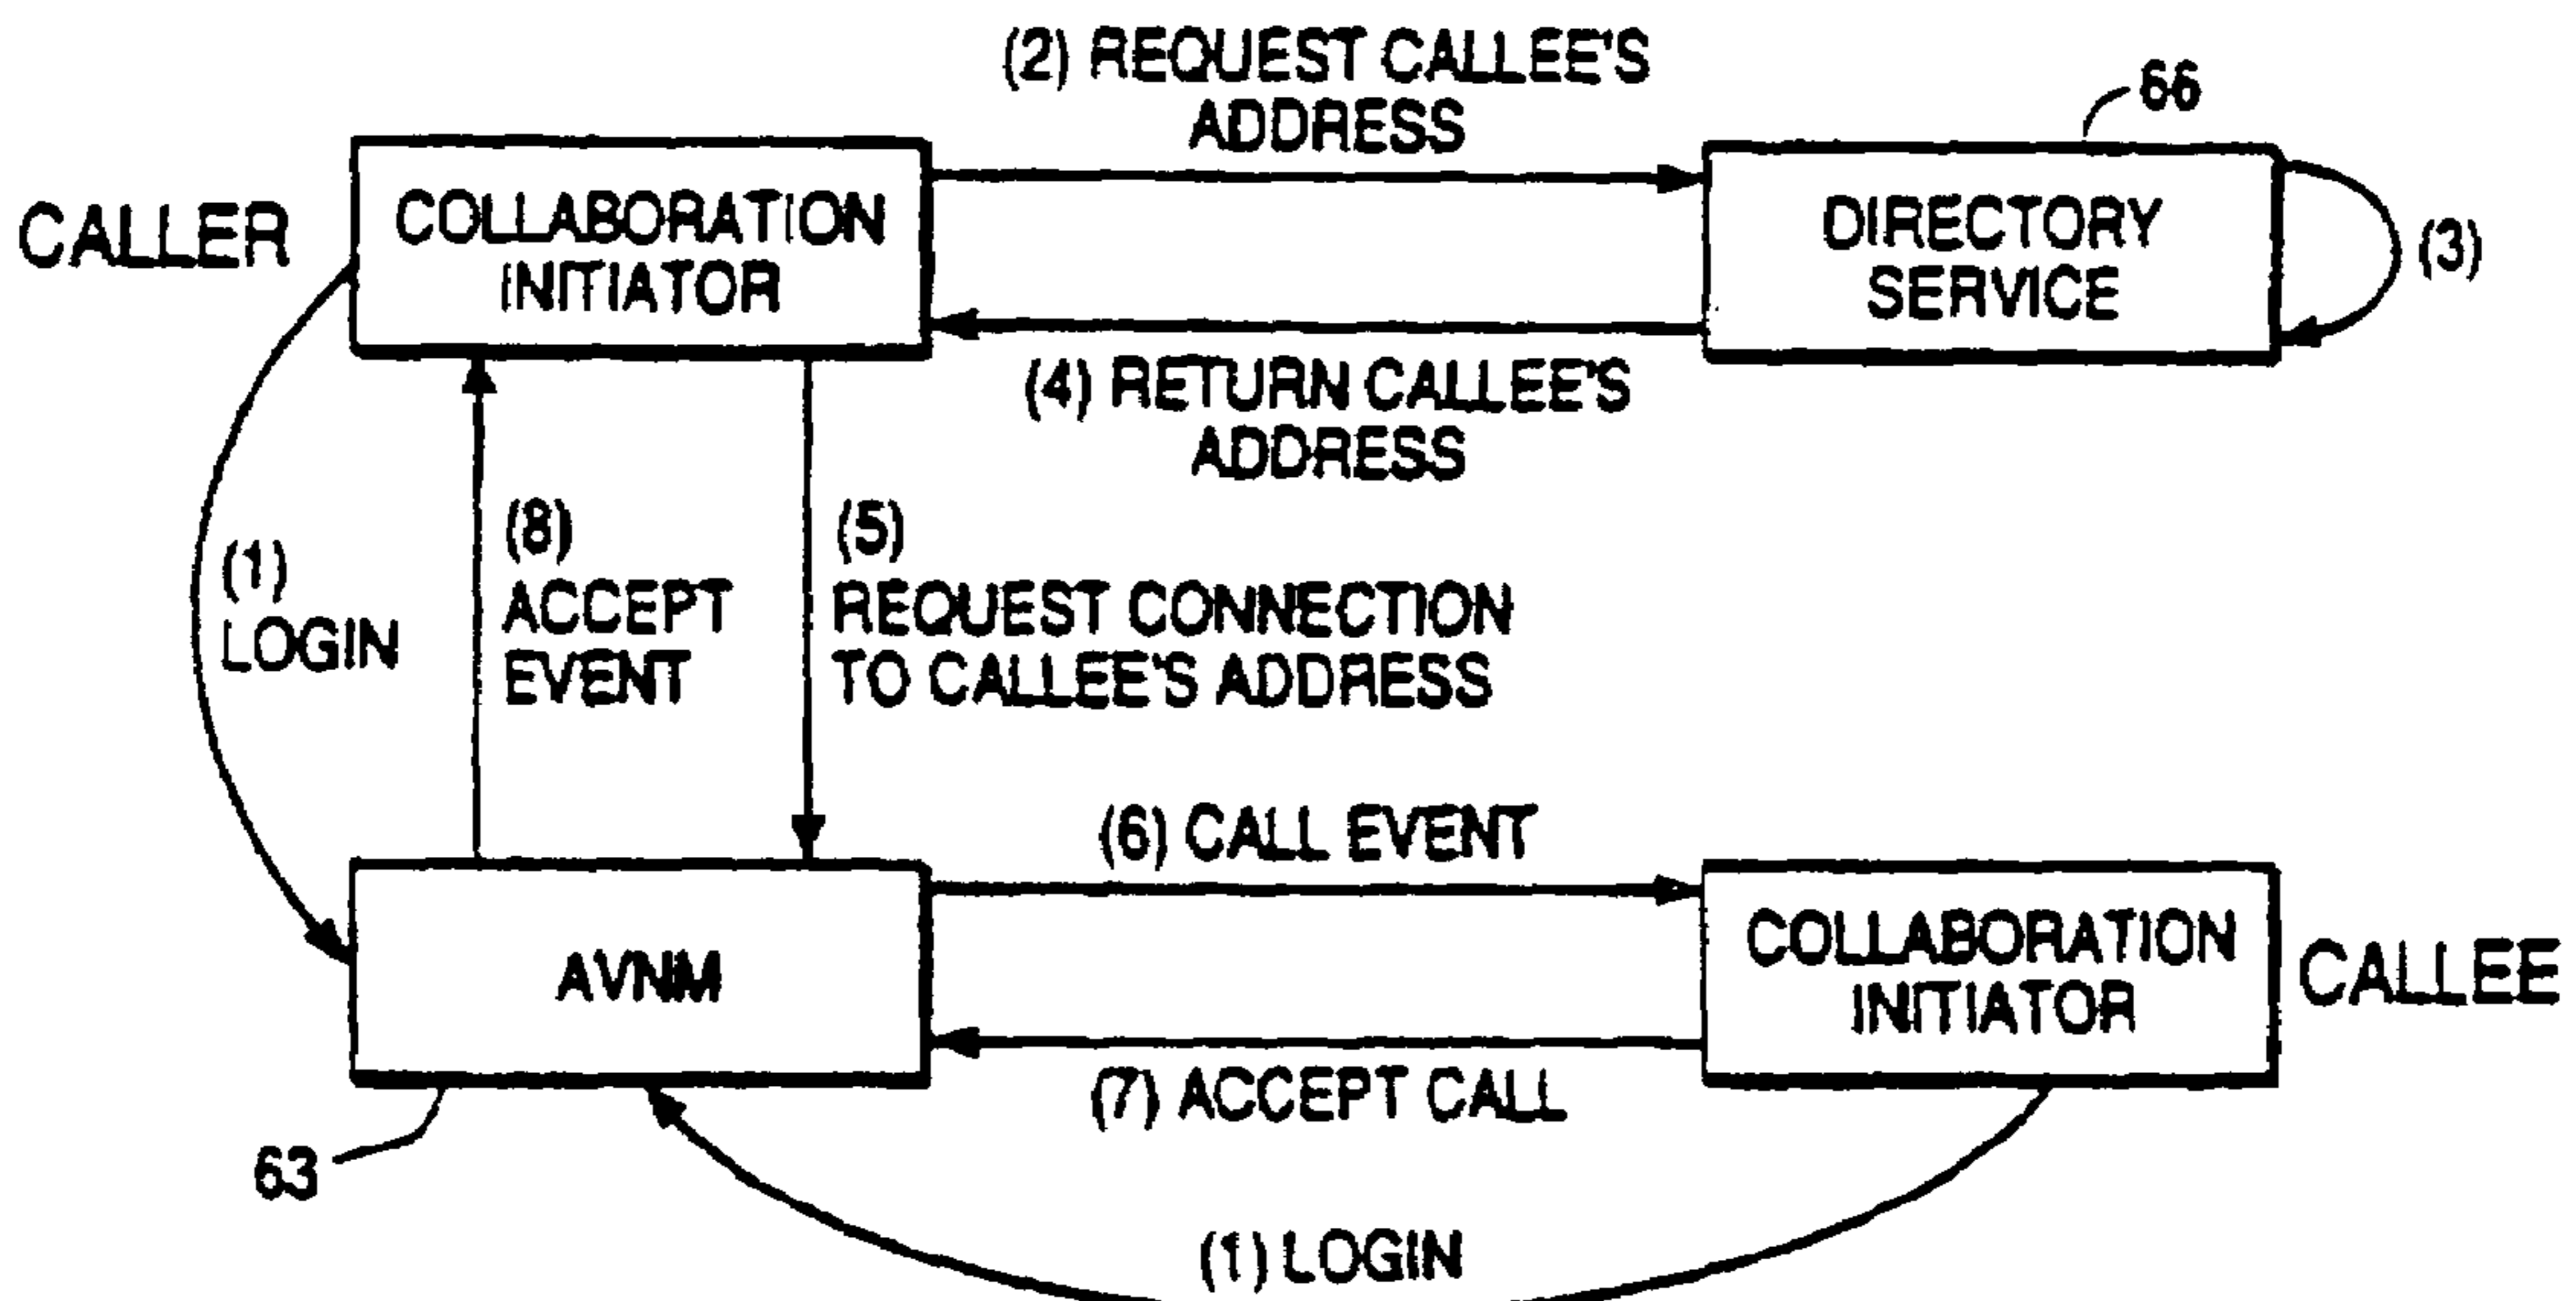 (2) REQUEST CALLEE'S
ADDRESS
66
CALLER
COLLABORATION
INITIATOR
DIRECTORY
SERVICE
(3)
(4) RETURN CALLEE'S
ADDRESS
(1)
LOGIN
(8)
ACCEPT
EVENT
(5)
REQUEST CONNECTION
TO CALLEE'S ADDRESS
(6) CALL EVENT
AVNM
COLLABORATION
INITIATOR
CALLEE
(7) ACCEPT CALL
63
(1) LOGIN